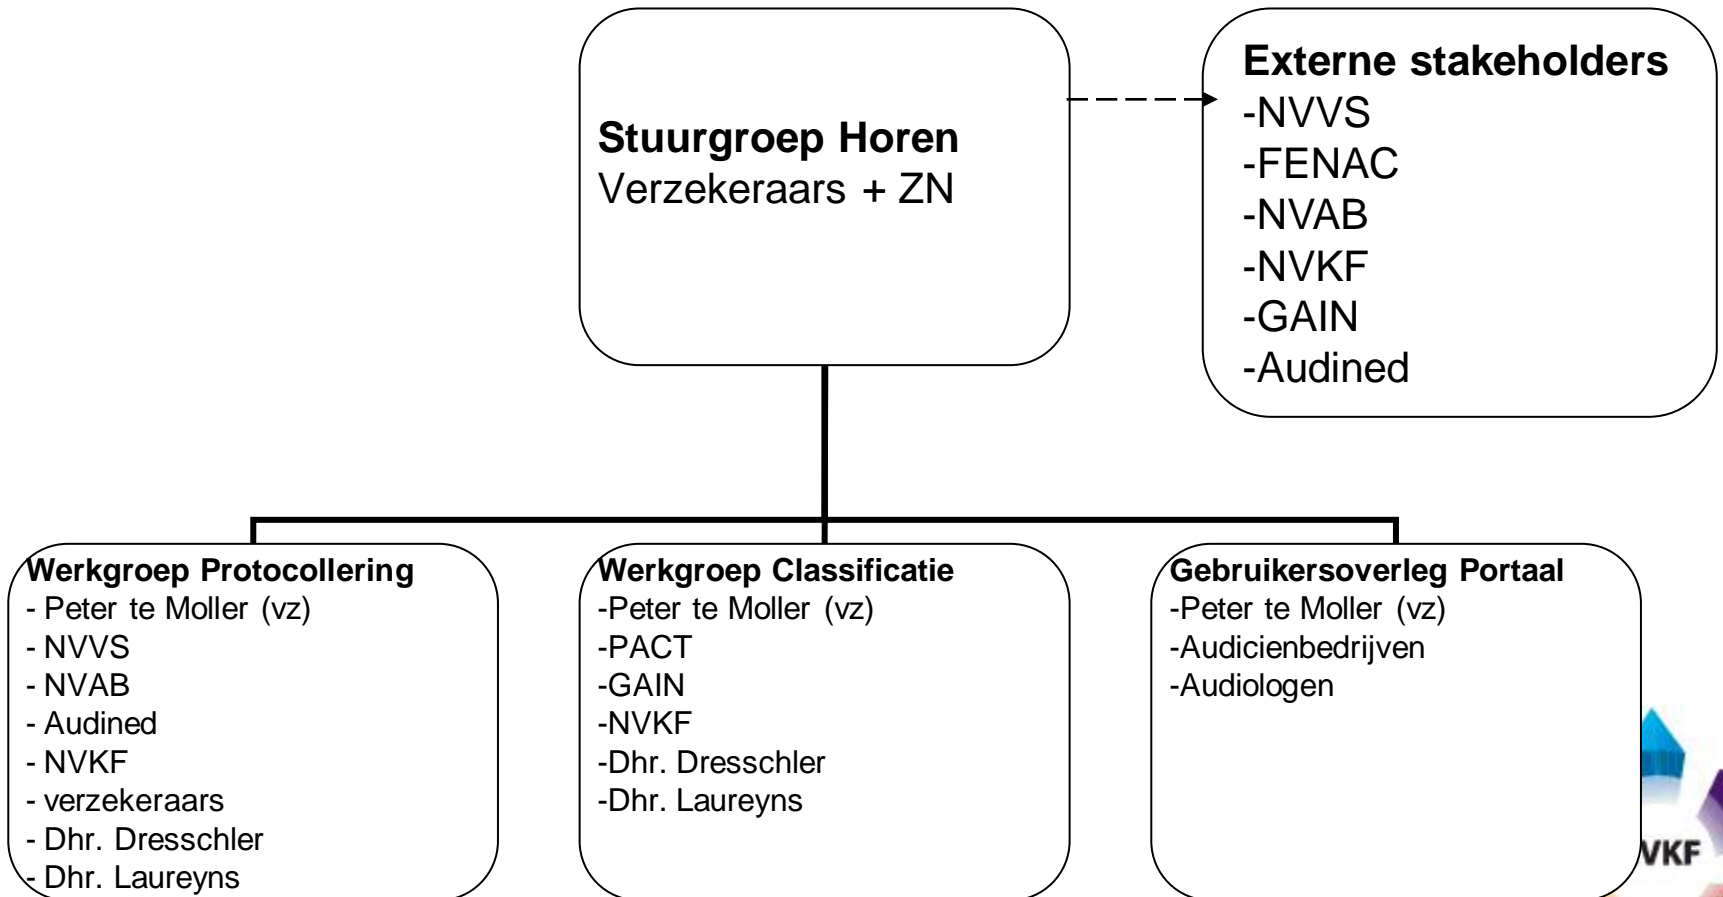 Stuurgroep Horen
Verzekeraars + ZN
Externe stakeholders
-NVVS
-FENAC
-NVAB
-NVKF
-GAIN
-Audined
Werkgroep Protocollering
- Peter te Moller (vz)
- NVVS
- NVAB
- Audined
- NVKF
- verzekeraars
- Dhr. Dresschler
- Dhr. Laureyns
Werkgroep Classificatie
-Peter te Moller (vz)
-PACT
-GAIN
-NVKF
-Dhr. Dresschler
-Dhr. Laureyns
Gebruikersoverleg Portaal
-Peter te Moller (vz)
-Audicienbedrijven
-Audiologen
VKF